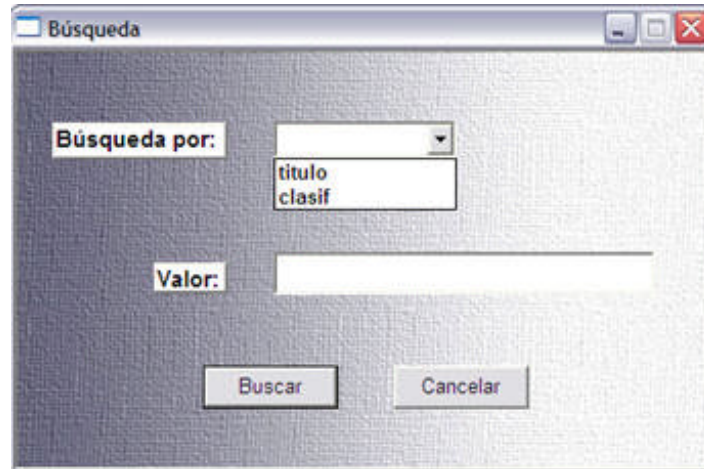 Búsqueda
Búsqueda por:
titulo
clasif
Valor:
Buscar Cancelar